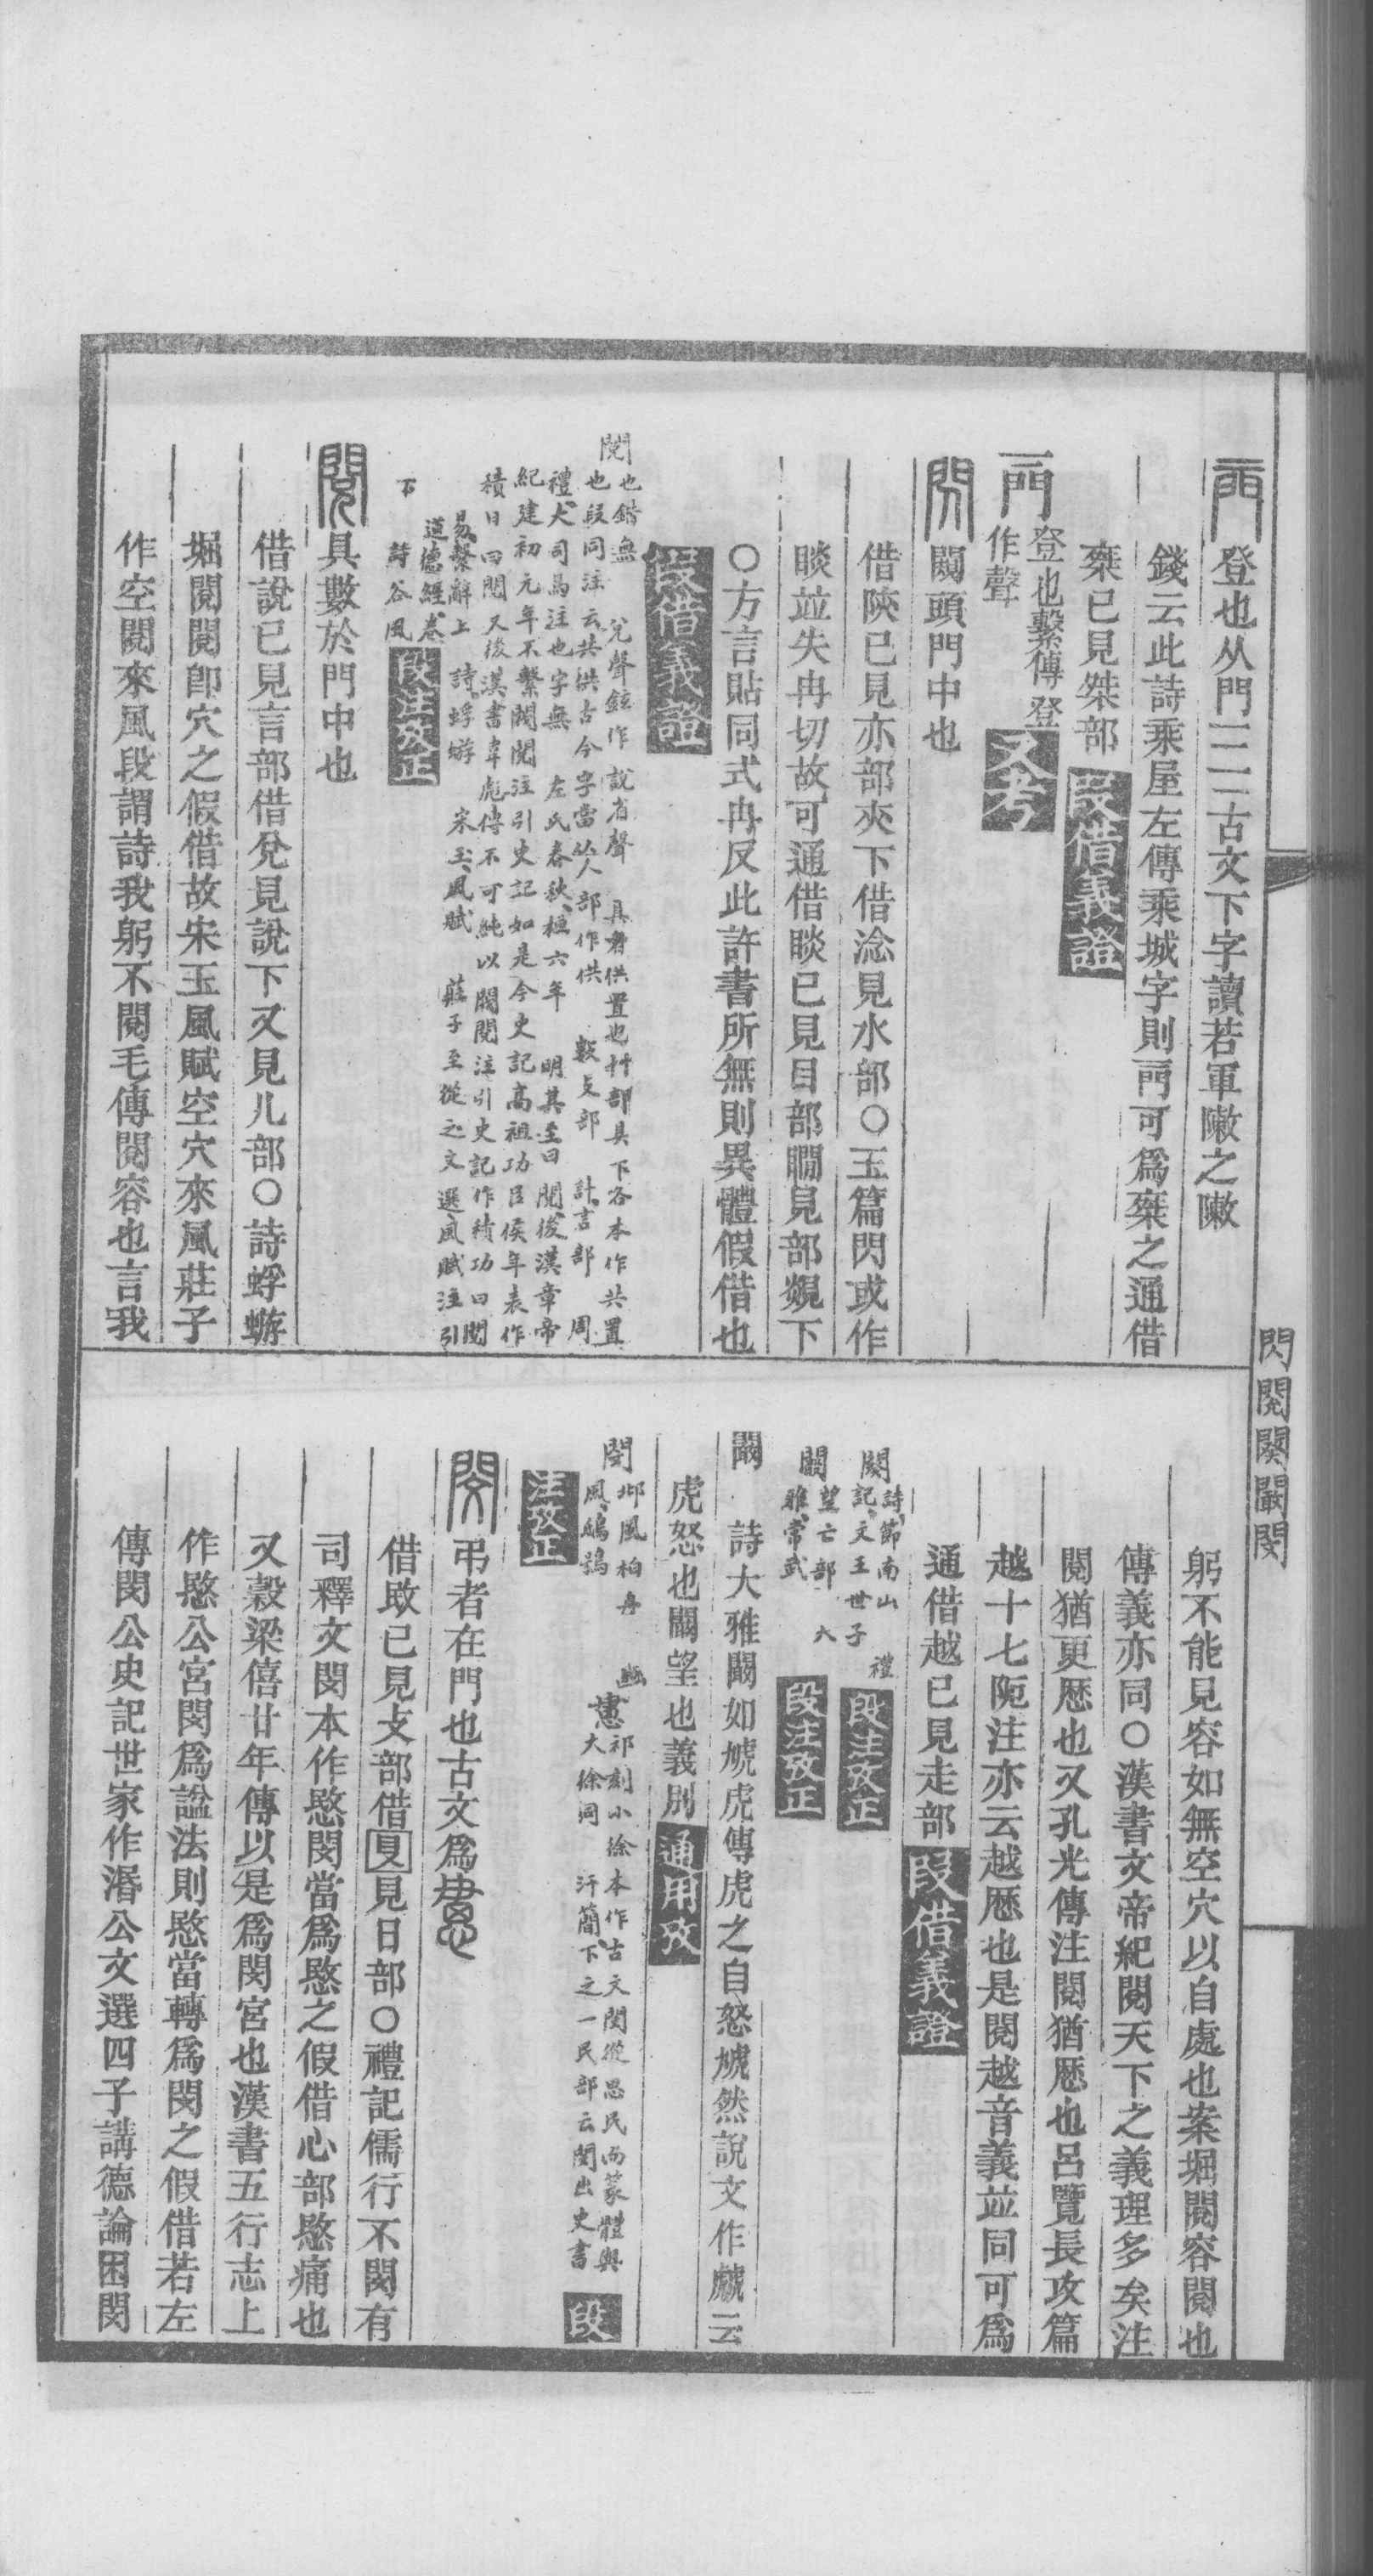 登也从門二二古文下字讀若軍敶之敶
錢云此詩乘屋左傳乘城字則閄可爲椉之通借
椉已見桀部 叚借義證
登也繫傳登
作聲
又考
閃 闚頭門中也
借陝已見亦部夾下借淰見水部〇玉篇閃或作
睒竝失冉切故可通借睒已見目部覢見部覢下
〇方言貼同式冉反此許書所無則異體假借也
叚借義證
閱
也鍇無 兌聲鉉作說省聲 具者供置也廾部具下各本作共置
也段同注云共供古今字當从人部作供 數攴部 計言部 周
禮大司馬注也字無 左氏春秋桓六年 明其至曰閱後漢章帝
紀建初元年不繫閥閱注引史記如是今史記高祖功臣侯年表作
積日曰閱又後漢書韋彪傳不可純以閥閱注引史記作積功曰閱
易繫辭上 詩蜉蝣 宋玉風賦 莊子至從之文選風賦注引
道德經卷
下 詩谷風
段注攷正
閱 具數於門中也
借說已見言部借兌見說下又見儿部〇詩蜉蝣
堀閱閱卽穴之假借故宋玉風賦空穴來風莊子
作空閱來風段謂詩我躬不閱毛傳閱容也言我
閃閱闋闞閔
躬不能見容如無空穴以自處也案堀閱容閱也
傳義亦同〇漢書文帝紀閱天下之義理多矣注
閱猶更歷也又孔光傳注閱猶歷也呂覽長攻篇
越十七阨注亦云越歷也是閱越音義竝同可爲
通借越已見走部 叚借義證
闋
詩節南山 禮
記文王世子
段注攷正
闞
望亡部 大
雅常武
段注攷正
闞 詩大雅闞如虓虎傳虎之自怒虓然說文作䖔云
虎怒也闞望也義別 通用攷
閔
邶風柏舟 豳
風鴟鴞
祁刻小徐本作古文閔從思民而篆體與
大徐同 汗簡下之一民部云閔出史書
段
注攷正
閔 弔者在門也古文爲
借敃已見攴部借旻見日部〇禮記儒行不閔有
司釋文閔本作愍閔當爲愍之假借心部愍痛也
又穀梁僖廿年傳以是爲閔宮也漢書五行志上
作愍公宮閔爲諡法則愍當轉爲閔之假借若左
傳閔公史記世家作湣公文選四子講德論困閔